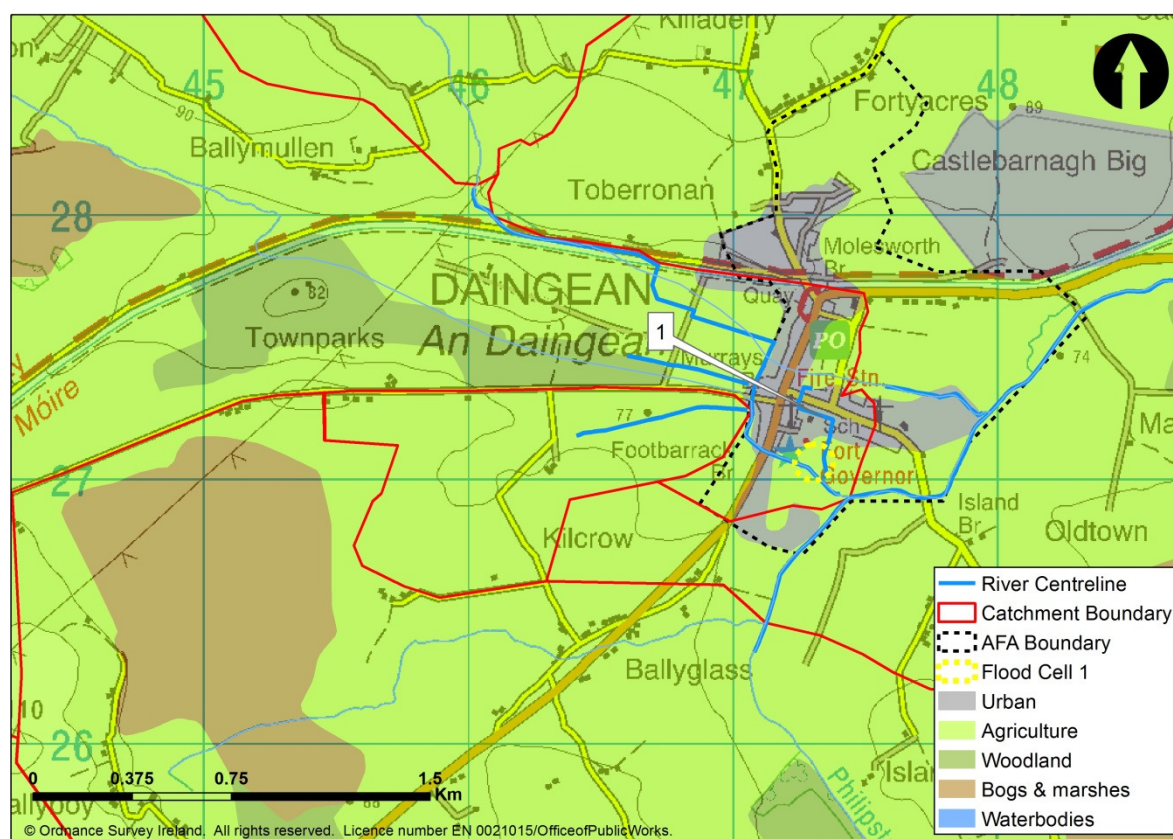 Killaderry
45
46
47
48
90
Fortyacres
89
Ballymullen
Castlebarnagh Big
Toberronan
28
Molesworth
Br
DAINGEAN
Quay
82
Townparks
An Daingean
1
PO
Murrays
74
Móire
Fire Stn
77
Sch
Footbarrack
Br
Fort
Governor
27
Island
Br
Oldtown
Kilcrow
River Centreline
Catchment Boundary
AFA Boundary
Flood Cell 1
Ballyglass
Urban
10
Agriculture
26
Woodland
0 0.375 0.75 1.5
Km
Bogs & marshes
88
Philipst
Waterbodies
© Ordnance Survey Ireland. All rights reserved. Licence number EN 0021015/OfficeofPublicWorks.